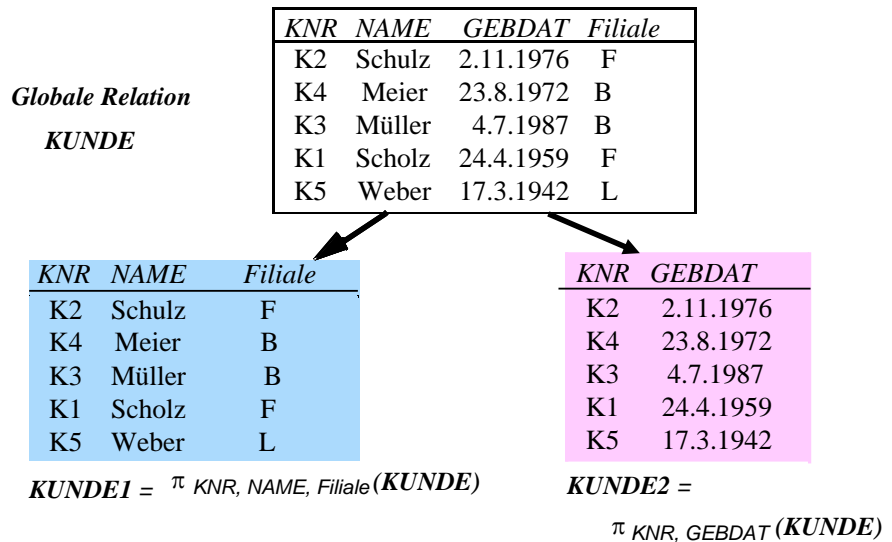 KNR NAME GEBDAT Filiale
K2 Schulz 2.11.1976 F
K4 Meier 23.8.1972 B
K3 Müller 4.7.1987 B
K1 Scholz 24.4.1959 F
K5 Weber 17.3.1942 L
Globale Relation
KUNDE
KNR NAME Filiale
K2 Schulz F
K4 Meier B
K3 Müller B
K1 Scholz F
K5 Weber L
KUNDE1 = π KNR, NAME, Filiale (KUNDE)
KNR GEBDAT
K2 2.11.1976
K4 23.8.1972
K3 4.7.1987
K1 24.4.1959
K5 17.3.1942
KUNDE2 =
π KNR, GEBDAT (KUNDE)